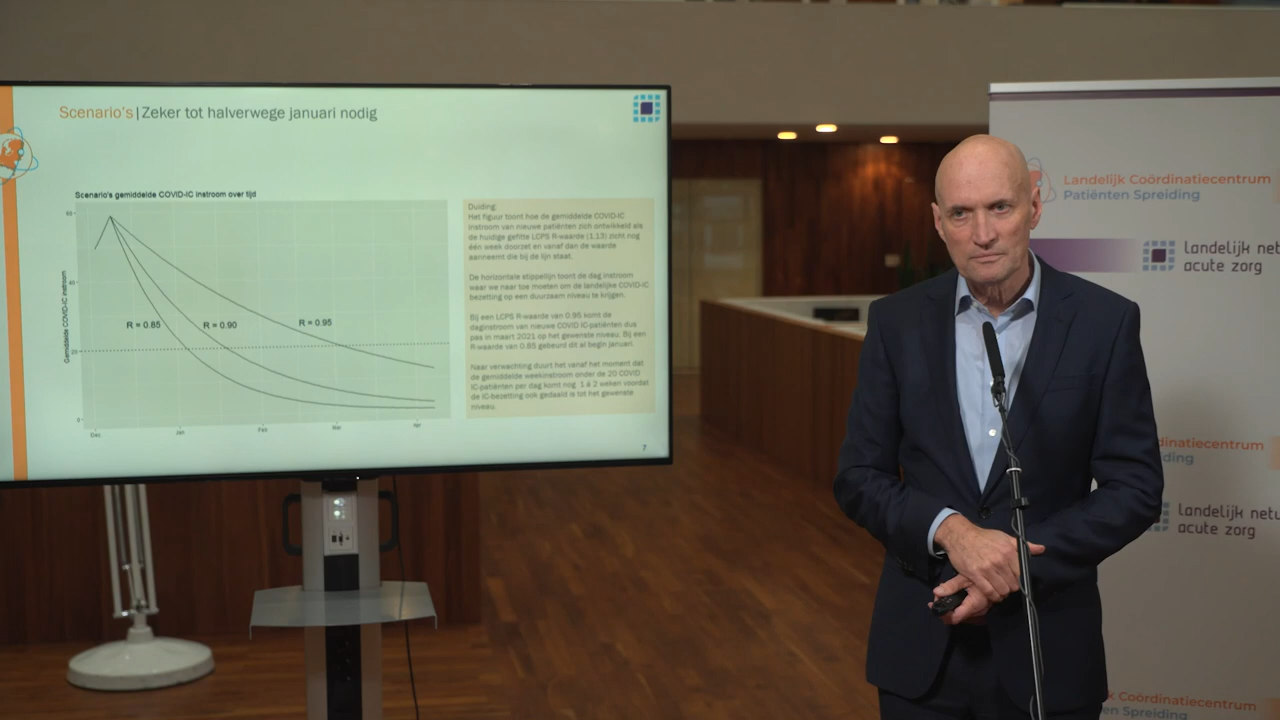 Scenario's|Zeker tot halverwege januari nodig
Scenario's gemiddelde COVID-IC instroom over tijd
Gemiddelde COVID-IC instroom
60
40
20
0
R = 0.85
R = 0.90
R = 0.95
Dec
Jan
Feb
Mar
Apr
Duiding:
Het figuur toont hoe de gemiddelde COVID-IC
instroom van nieuwe patiënten zich ontwikkeld als
de huidige gefitte LCPS R-waarde (1,13) zicht nog
één week doorzet en vanaf dan de waarde
aanneemt die bij de lijn staat.
De horizontale stippellijn toont de dag instroom
waar we naar toe moeten om de landelijke COVID-IC
bezetting op een duurzaam niveau te krijgen.
Bij een LCPS R-waarde van 0.95 komt de
daginstroom van nieuwe COVID IC-patiënten dus
pas in maart 2021 op het gewenste niveau. Bij een
R-waarde van 0.85 gebeurd dit al begin januari.
Naar verwachting duurt het vanaf het moment dat
de gemiddelde weekinstroom onder de 20 COVID
IC-patiënten per dag komt nog 1 á 2 weken voordat
de IC-bezetting ook gedaald is tot het gewenste
niveau.
7
Landelijk Coördinatiecentrum
Patiënten Spreiding
landelijk net
acute zorg
dinatiecentrum
iding
landelijk netw
acute zorg
k Coördinatiecentrum
en Spreiding